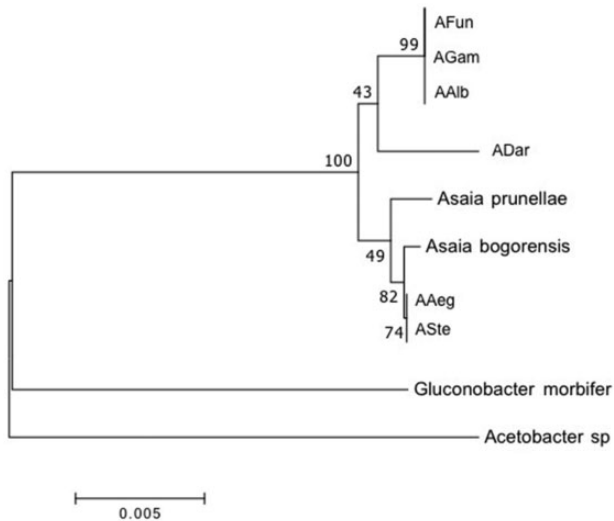 AFun
99
AGam
43
AAlb
100
ADar
Asaia prunellae
49
Asaia bogorensis
82
AAeg
74
ASte
Gluconobacter morbifer
Acetobacter sp
0.005